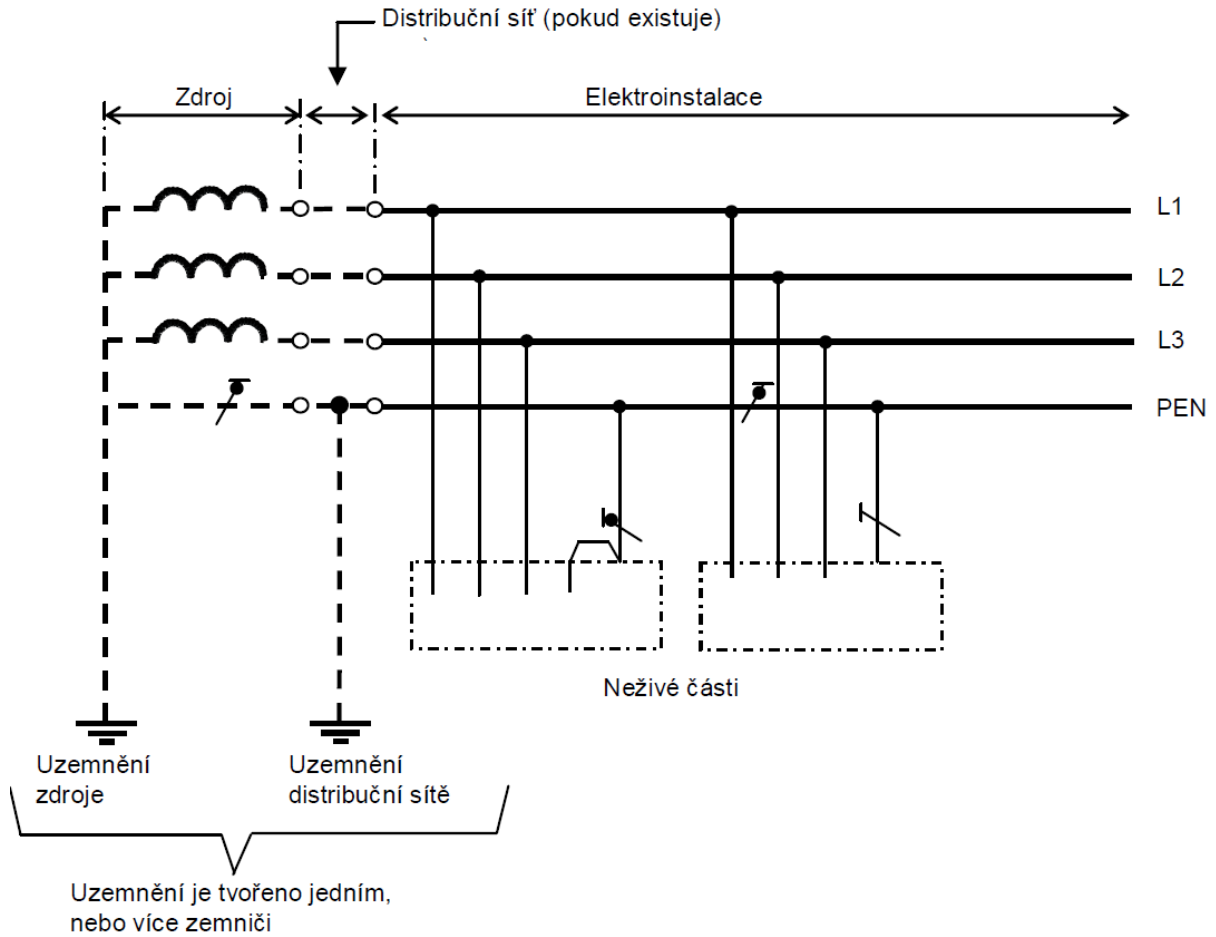 Distribuční síť (pokud existuje)
Zdroj
Elektroinstalace
L1
L2
L3
PEN
Neživé části
Uzemnění
zdroje
Uzemnění
distribuční sítě
Uzemnění je tvořeno jedním,
nebo více zemniči